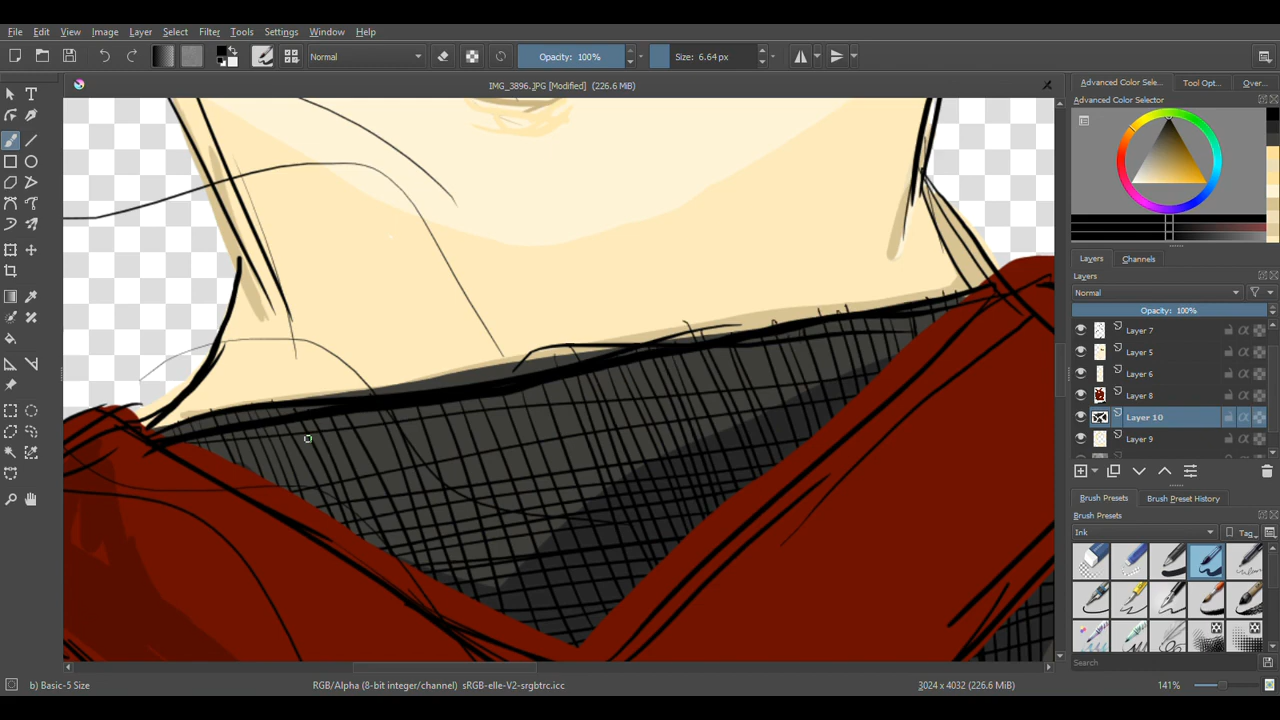 File Edit View Image Layer Select Filter Tools Settings Window Help
Normal Opacity: 100% Size: 6.64 px
IMG_3896.JPG [Modified] (226.6 MiB)
Advanced Color Sele... Tool Opt... Over...
Advanced Color Selector
Layers Channels
Layers
Normal
Opacity: 100%
Layer 7
Layer 5
Layer 6
Layer 8
Layer 10
Layer 9
Brush Presets Brush Preset History
Brush Presets
Ink Tag
Search
b) Basic-5 Size RGB/Alpha (8-bit integer/channel) sRGB-elle-V2-srgbtrc.icc 3024 x 4032 (226.6 MiB) 141%